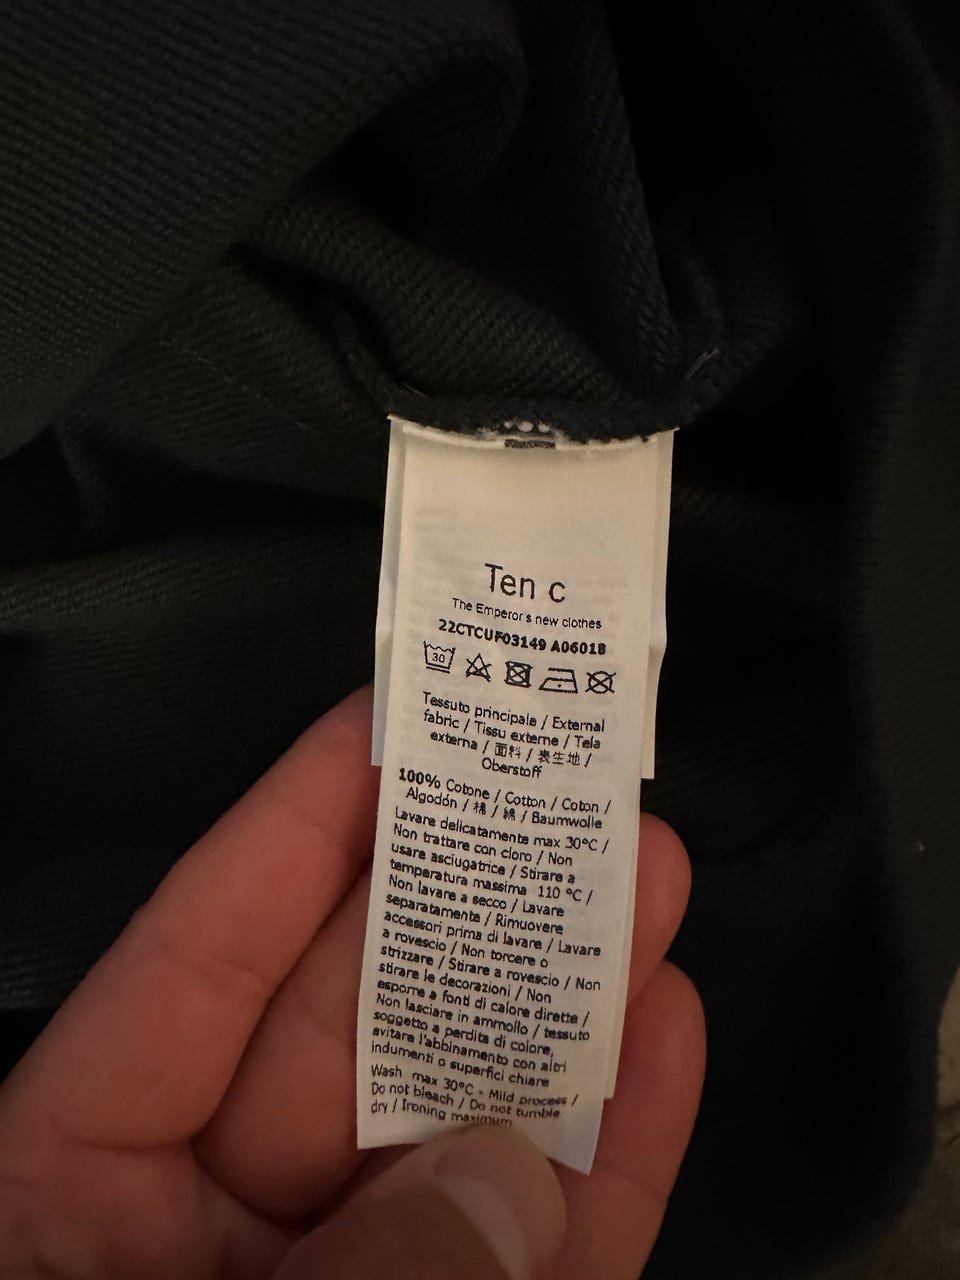 Ten c
The Emperor's new clothes
22CTCUF03149 A06018
30
Tessuto principale / External
fabric / Tissu externe / Tela
externa / 面料 / 表生地 /
Oberstoff
100% Cotone / Cotton / Coton /
Algodón / 棉 / 綿 / Baumwolle
Lavare delicatamente max 30°C /
Non trattare con cloro / Non
usare asciugatrice / Stirare a
temperatura massima 110 °C /
Non lavare a secco / Lavare
separatamente / Rimuovere
accessori prima di lavare / Lavare
a rovescio / Non torcere o
strizzare / Stirare a rovescio / Non
stirare le decorazioni / Non
esporre a fonti di calore dirette /
Non lasciare in ammollo / tessuto
soggetto a perdita di colore,
evitare l'abbinamento con altri
indumenti o superfici chiare
Wash max 30°C - Mild process /
Do not bleach / Do not tumble
dry / Ironing maximum